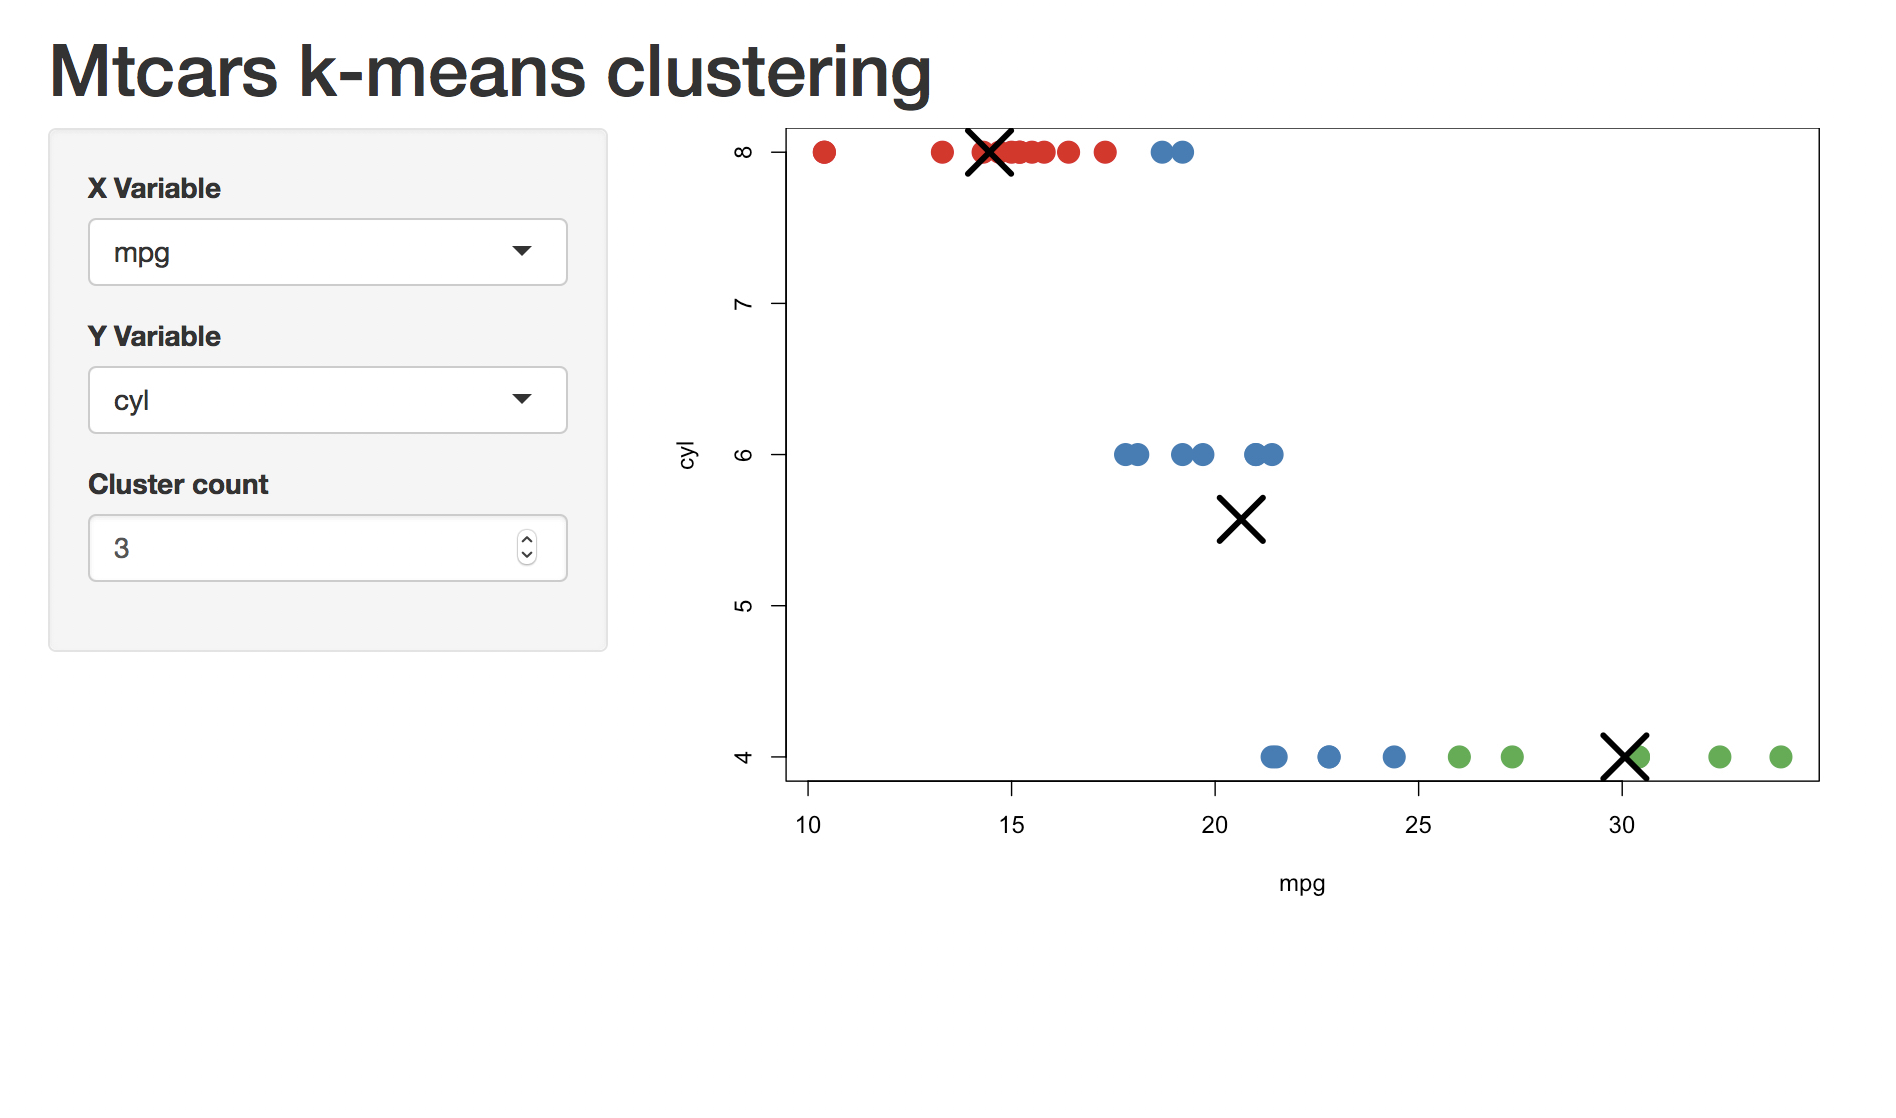 Mtcars k-means clustering
X Variable
mpg
Y Variable
cyl
Cluster count
3
8
7
6
5
4
cyl
10 15 20 25 30
mpg